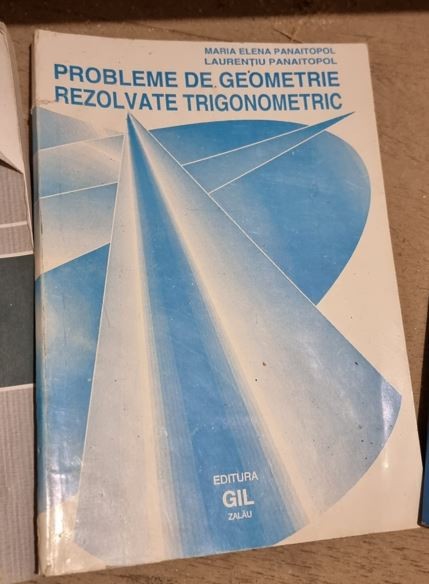 MARIA ELENA PANAITOPOL
LAURENȚIU PANAITOPOL
PROBLEME DE GEOMETRIE
REZOLVATE TRIGONOMETRIC
EDITURA
GIL
ZALĂU